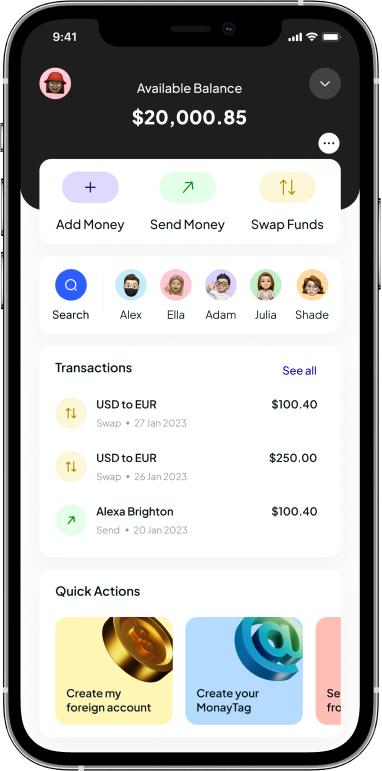 9:41
Available Balance
$20,000.85
Add Money Send Money Swap Funds
Search Alex Ella Adam Julia Shade
Transactions See all
USD to EUR $100.40
Swap • 27 Jan 2023
USD to EUR $250.00
Swap • 26 Jan 2023
Alexa Brighton $100.40
Send • 20 Jan 2023
Quick Actions
Create my Create your Se
foreign account MonayTag fro